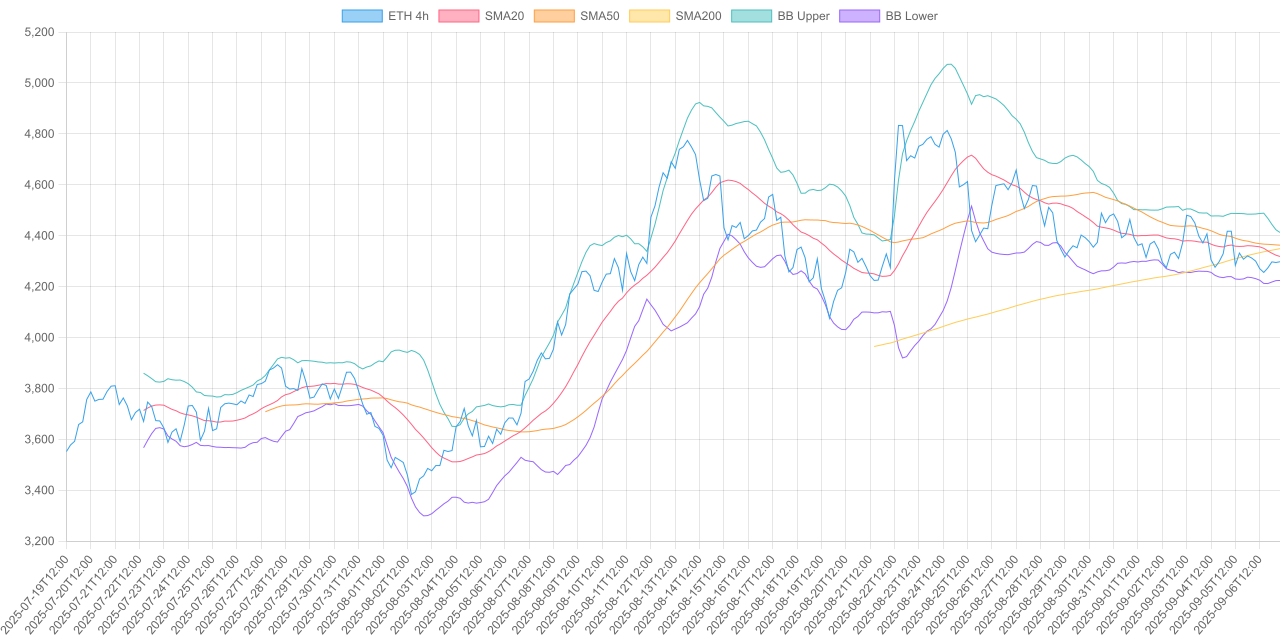 ETH 4h SMA20 SMA50 SMA200 BB Upper BB Lower
5,200
5,000
4,800
4,600
4,400
4,200
4,000
3,800
3,600
3,400
3,200
2025-07-19T12:00
2025-07-20T12:00
2025-07-21T12:00
2025-07-22T12:00
2025-07-23T12:00
2025-07-24T12:00
2025-07-25T12:00
2025-07-26T12:00
2025-07-27T12:00
2025-07-28T12:00
2025-07-29T12:00
2025-07-30T12:00
2025-07-31T12:00
2025-08-01T12:00
2025-08-02T12:00
2025-08-03T12:00
2025-08-04T12:00
2025-08-05T12:00
2025-08-06T12:00
2025-08-07T12:00
2025-08-08T12:00
2025-08-09T12:00
2025-08-10T12:00
2025-08-11T12:00
2025-08-12T12:00
2025-08-13T12:00
2025-08-14T12:00
2025-08-15T12:00
2025-08-16T12:00
2025-08-17T12:00
2025-08-18T12:00
2025-08-19T12:00
2025-08-20T12:00
2025-08-21T12:00
2025-08-22T12:00
2025-08-23T12:00
2025-08-24T12:00
2025-08-25T12:00
2025-08-26T12:00
2025-08-27T12:00
2025-08-28T12:00
2025-08-29T12:00
2025-08-30T12:00
2025-08-31T12:00
2025-09-01T12:00
2025-09-02T12:00
2025-09-03T12:00
2025-09-04T12:00
2025-09-05T12:00
2025-09-06T12:00